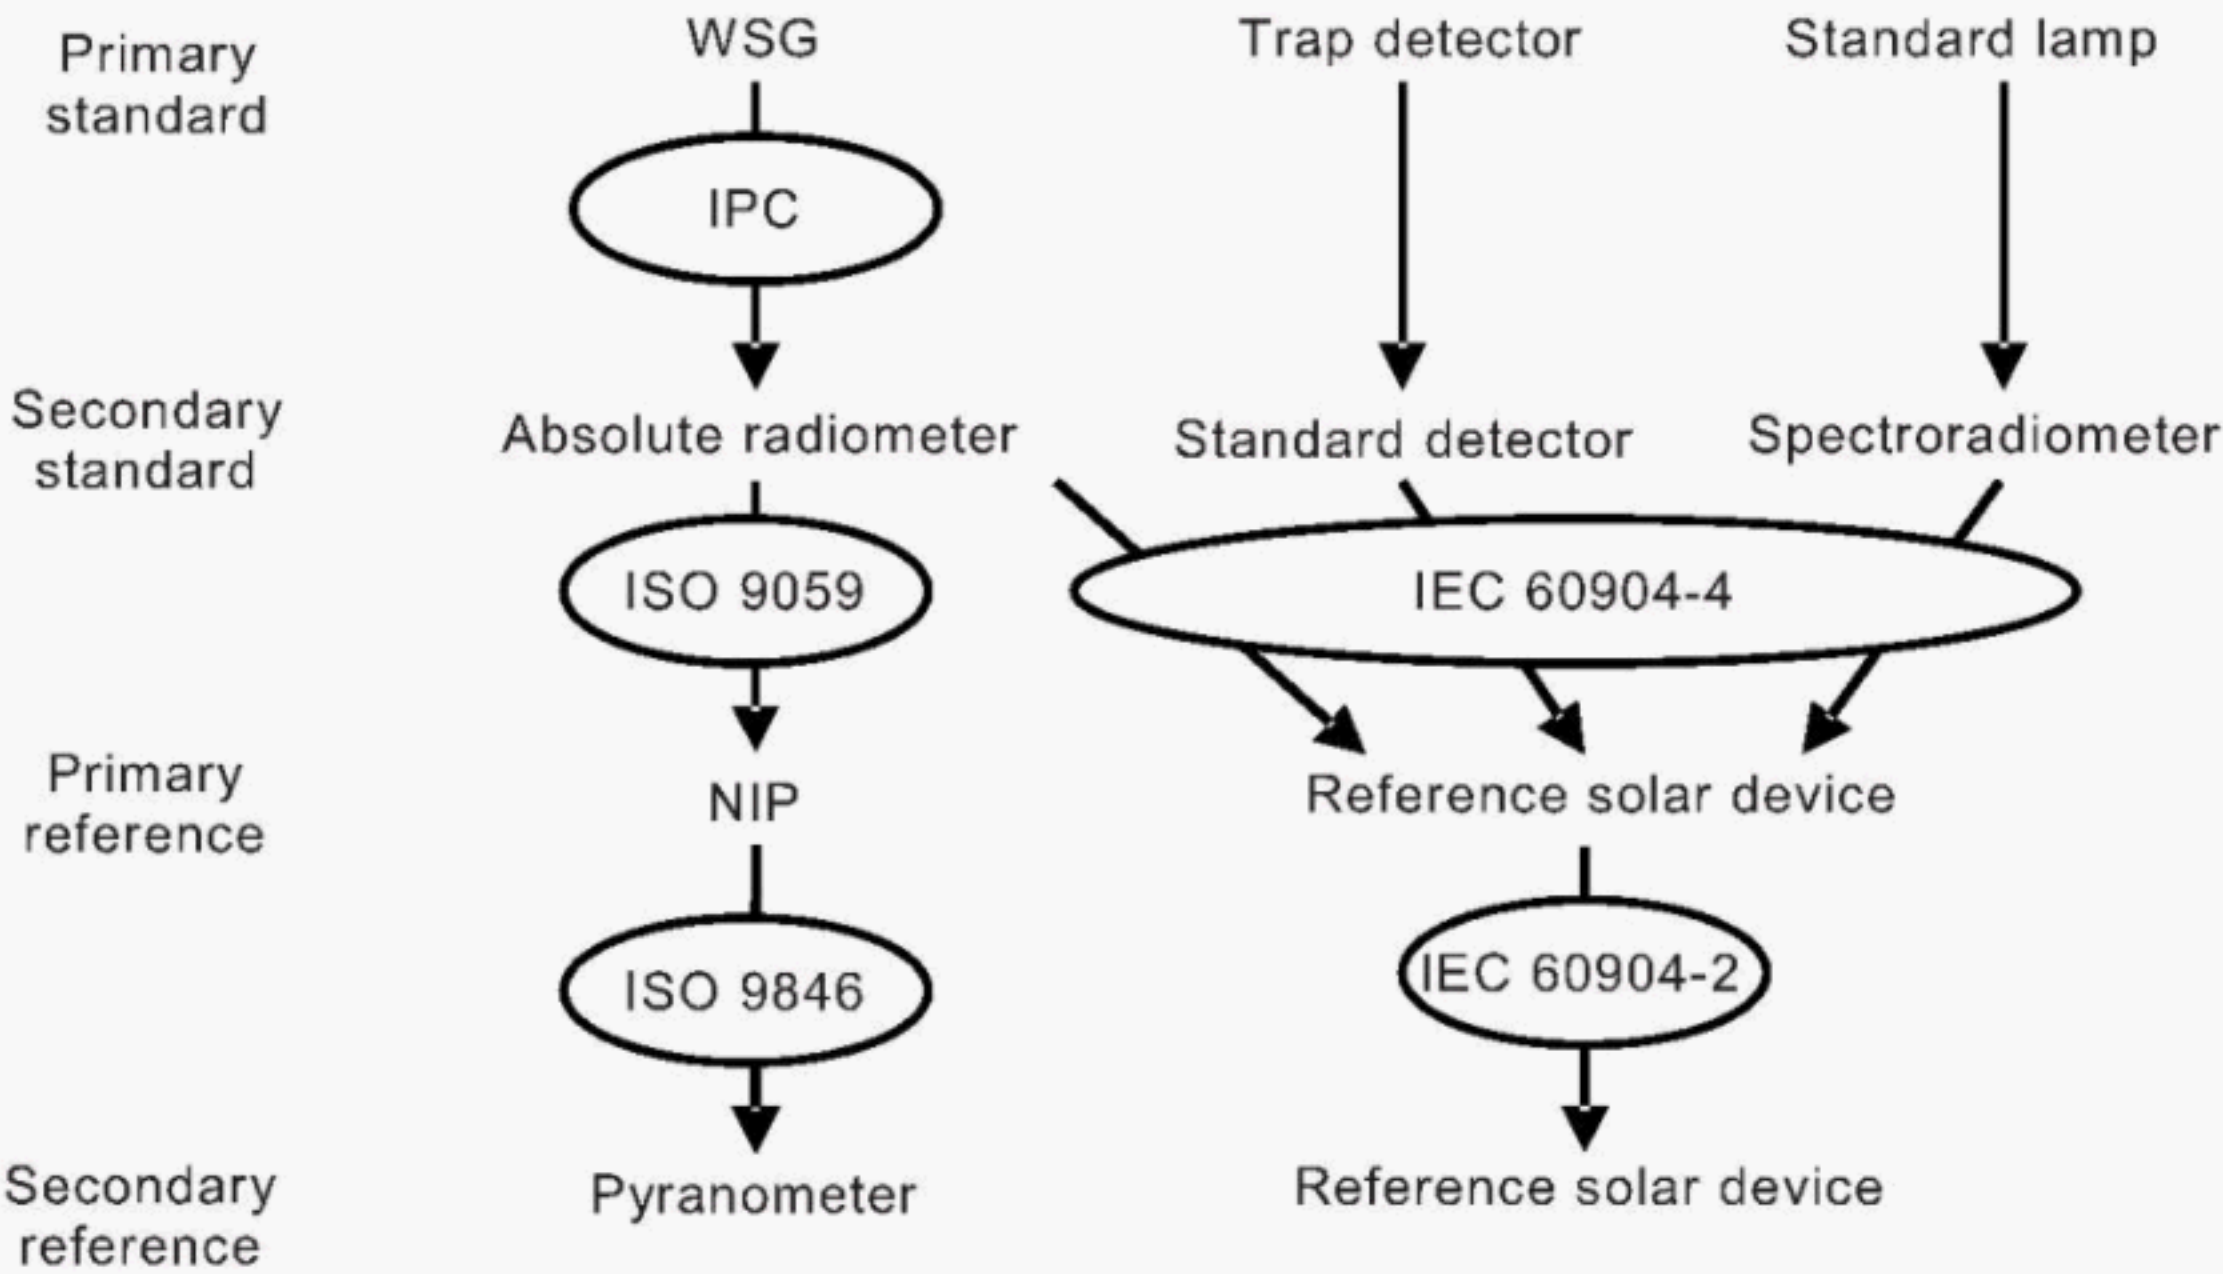 Primary
standard
WSG
Trap detector
Standard lamp
IPC
Secondary
standard
Absolute radiometer
Standard detector
Spectroradiometer
ISO 9059
IEC 60904-4
Primary
reference
NIP
Reference solar device
ISO 9846
IEC 60904-2
Secondary
reference
Pyranometer
Reference solar device